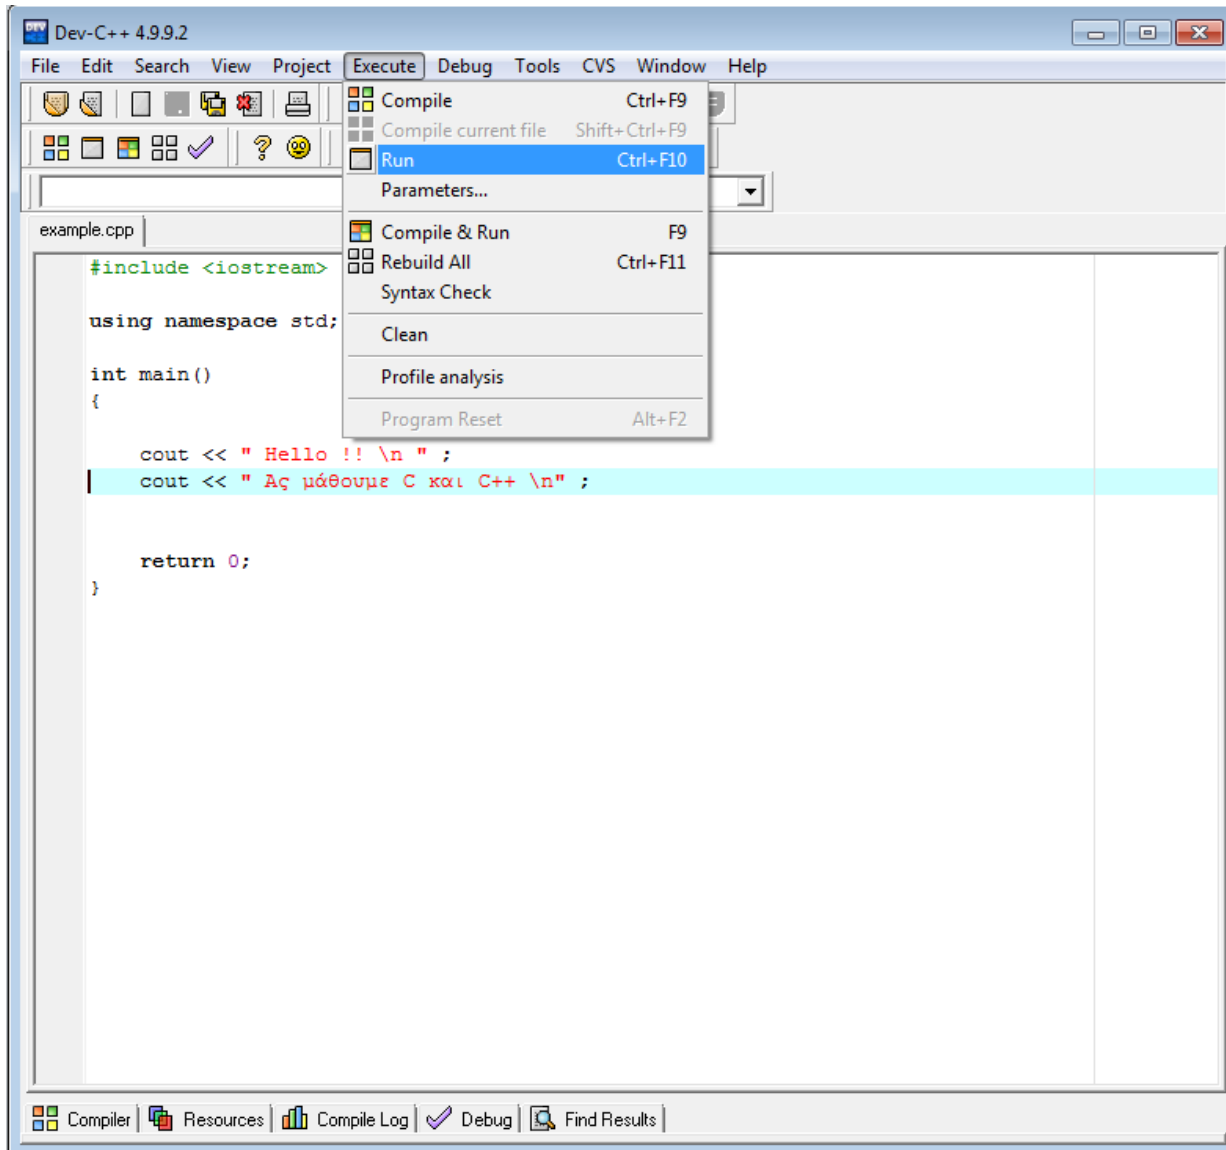 Dev-C++ 4.9.9.2
File Edit Search View Project Execute Debug Tools CVS Window Help
Compile Ctrl+F9
Compile current file Shift+Ctrl+F9
Run Ctrl+F10
Parameters...
Compile & Run F9
Rebuild All Ctrl+F11
Syntax Check
Clean
Profile analysis
Program Reset Alt+F2
example.cpp
#include <iostream>
using namespace std;
int main()
{
cout << " Hello !! \n " ;
cout << " Ας μάθουμε C και C++ \n" ;
return 0;
}
Compiler Resources Compile Log Debug Find Results